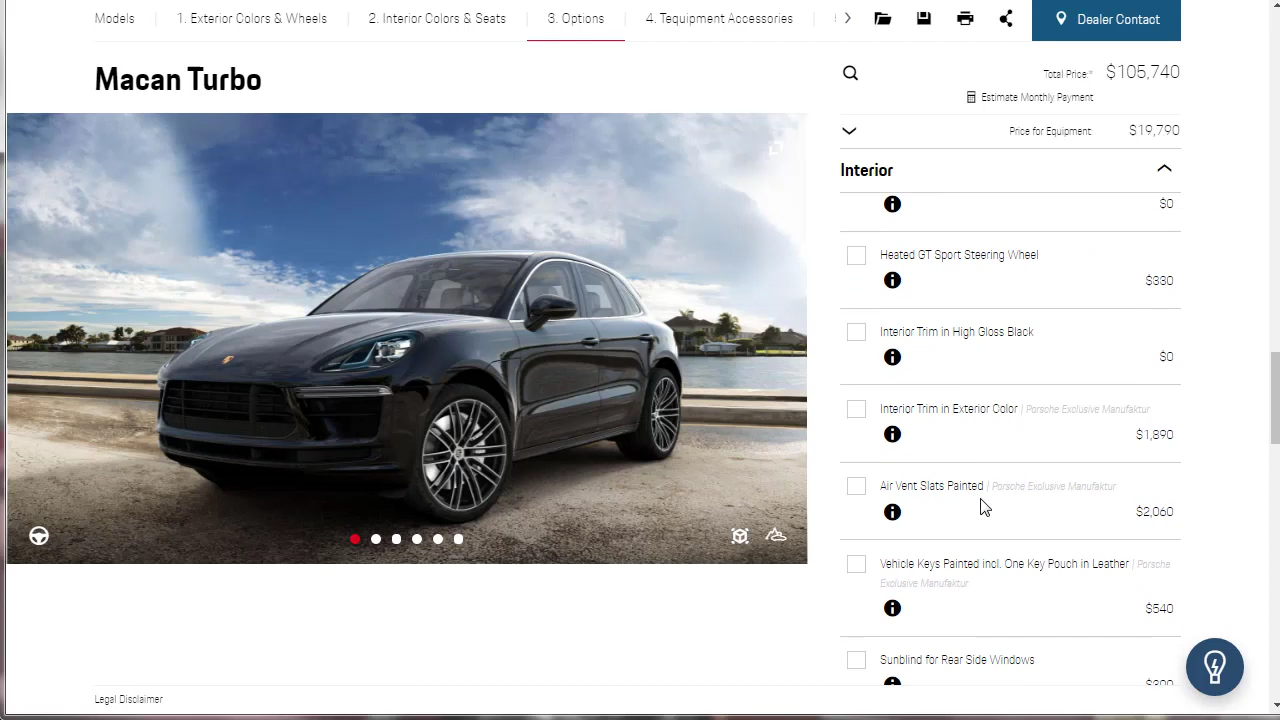 Models
1. Exterior Colors & Wheels
2. Interior Colors & Seats
3. Options
4. Tequipment Accessories
Dealer Contact
Macan Turbo
Total Price:* $105,740
Estimate Monthly Payment
Price for Equipment: $19,790
Interior
$0
Heated GT Sport Steering Wheel
$330
Interior Trim in High Gloss Black
$0
Interior Trim in Exterior Color | Porsche Exclusive Manufaktur
$1,890
Air Vent Slats Painted | Porsche Exclusive Manufaktur
$2,060
Vehicle Keys Painted incl. One Key Pouch in Leather | Porsche
Exclusive Manufaktur
$540
Sunblind for Rear Side Windows
Legal Disclaimer